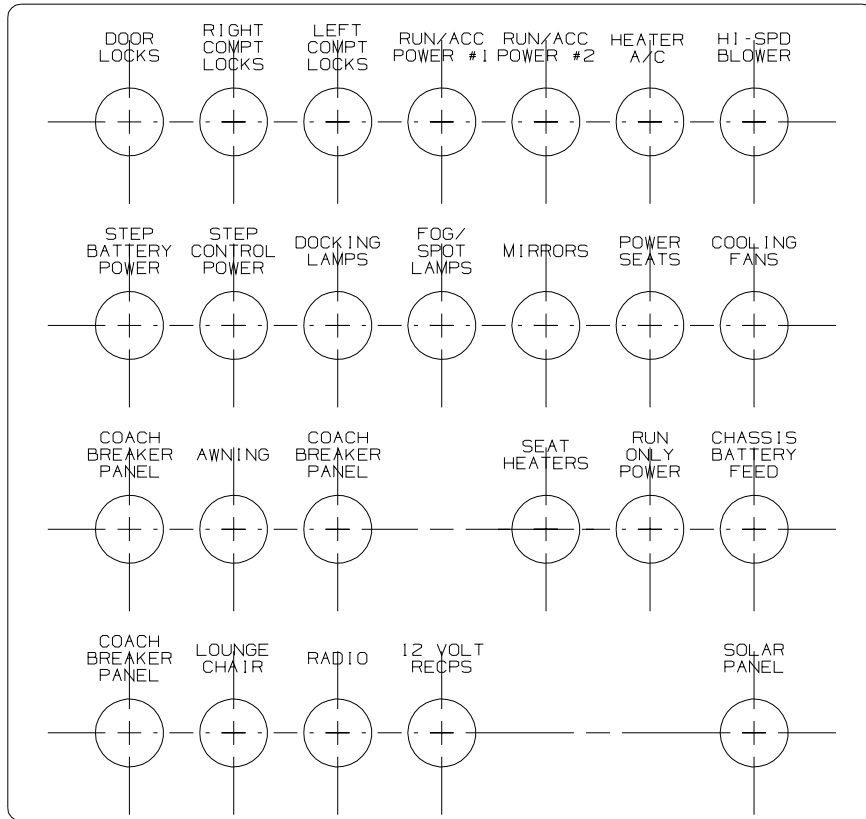 DOOR
LOCKS
RIGHT
COMPT
LOCKS
LEFT
COMPT
LOCKS
RUN/ACC
POWER #1
RUN/ACC
POWER #2
HEATER
A/C
HI-SPD
BLOWER
STEP
BATTERY
POWER
STEP
CONTROL
POWER
DOCKING
LAMPS
FOG/
SPOT
LAMPS
MIRRORS
POWER
SEATS
COOLING
FANS
COACH
BREAKER
PANEL
AWNING
COACH
BREAKER
PANEL
SEAT
HEATERS
RUN
ONLY
POWER
CHASSIS
BATTERY
FEED
COACH
BREAKER
PANEL
LOUNGE
CHAIR
RADIO
12 VOLT
RECPS
SOLAR
PANEL